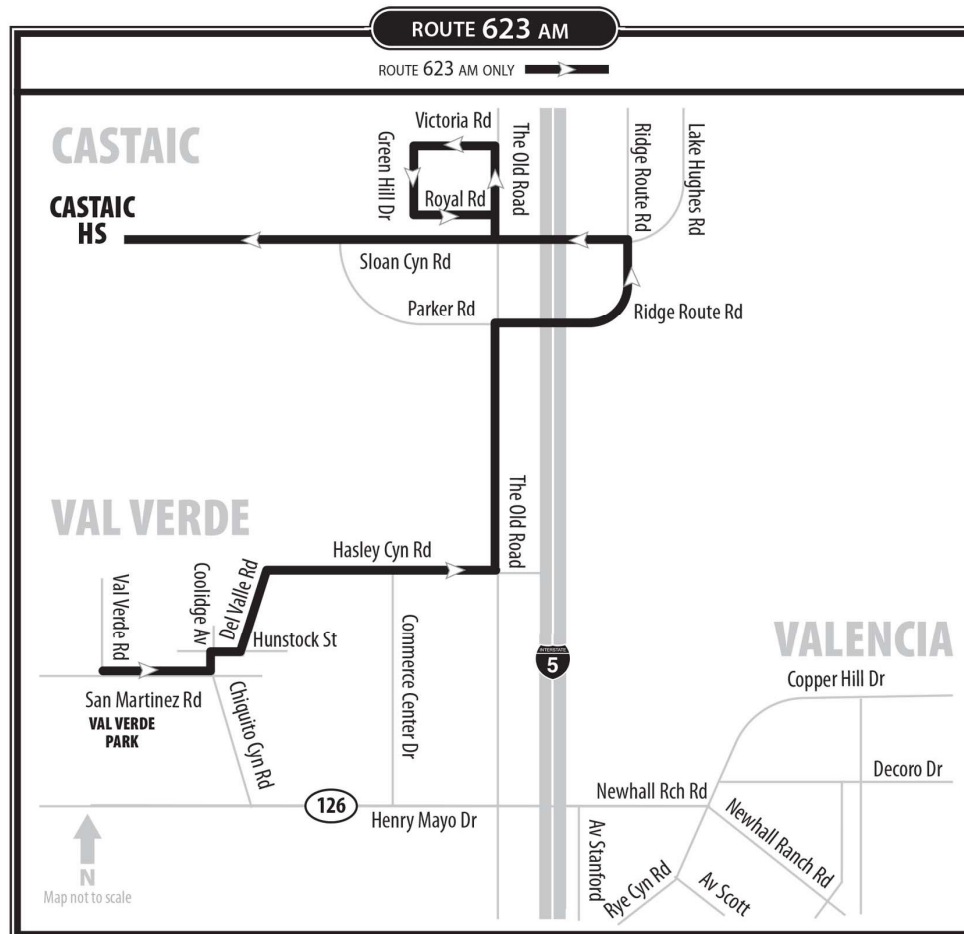 ROUTE 623 AM
ROUTE 623 AM ONLY
CASTAIC
Victoria Rd
Green Hill Dr
Royal Rd
The Old Road
Ridge Route Rd
Lake Hughes Rd
CASTAIC
HS
Sloan Cyn Rd
Parker Rd
Ridge Route Rd
VAL VERDE
The Old Road
Hasley Cyn Rd
Val Verde Rd
Coolidge Av
Del Valle Rd
Hunstock St
Commerce Center Dr
INTERSTATE
5
VALENCIA
San Martinez Rd
VAL VERDE
PARK
Chiquito Cyn Rd
Copper Hill Dr
Decoro Dr
Newhall Rch Rd
126
Henry Mayo Dr
Av Stanford
Newhall Ranch Rd
Rye Cyn Rd
Av Scott
N
Map not to scale